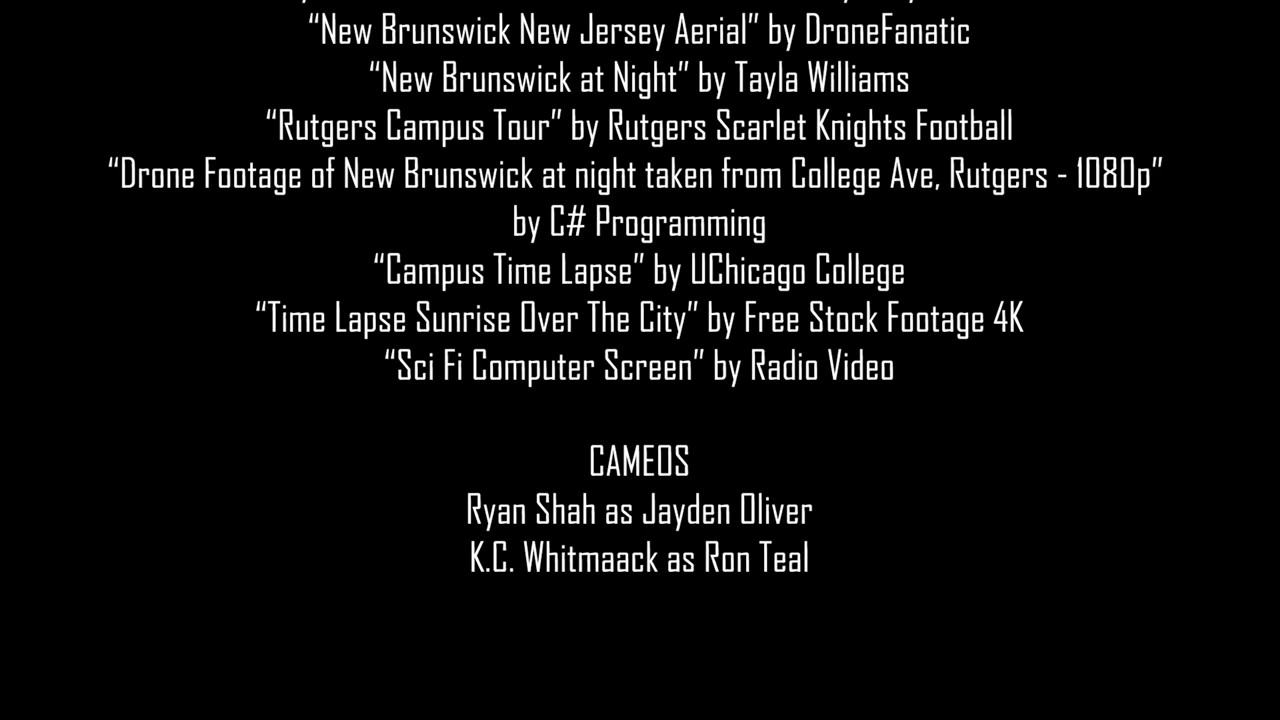 “New Brunswick New Jersey Aerial” by DroneFanatic
“New Brunswick at Night” by Tayla Williams
“Rutgers Campus Tour” by Rutgers Scarlet Knights Football
“Drone Footage of New Brunswick at night taken from College Ave, Rutgers - 1080p”
by C# Programming
“Campus Time Lapse” by UChicago College
“Time Lapse Sunrise Over The City” by Free Stock Footage 4K
“Sci Fi Computer Screen” by Radio Video
CAMEOS
Ryan Shah as Jayden Oliver
K.C. Whitmaack as Ron Teal